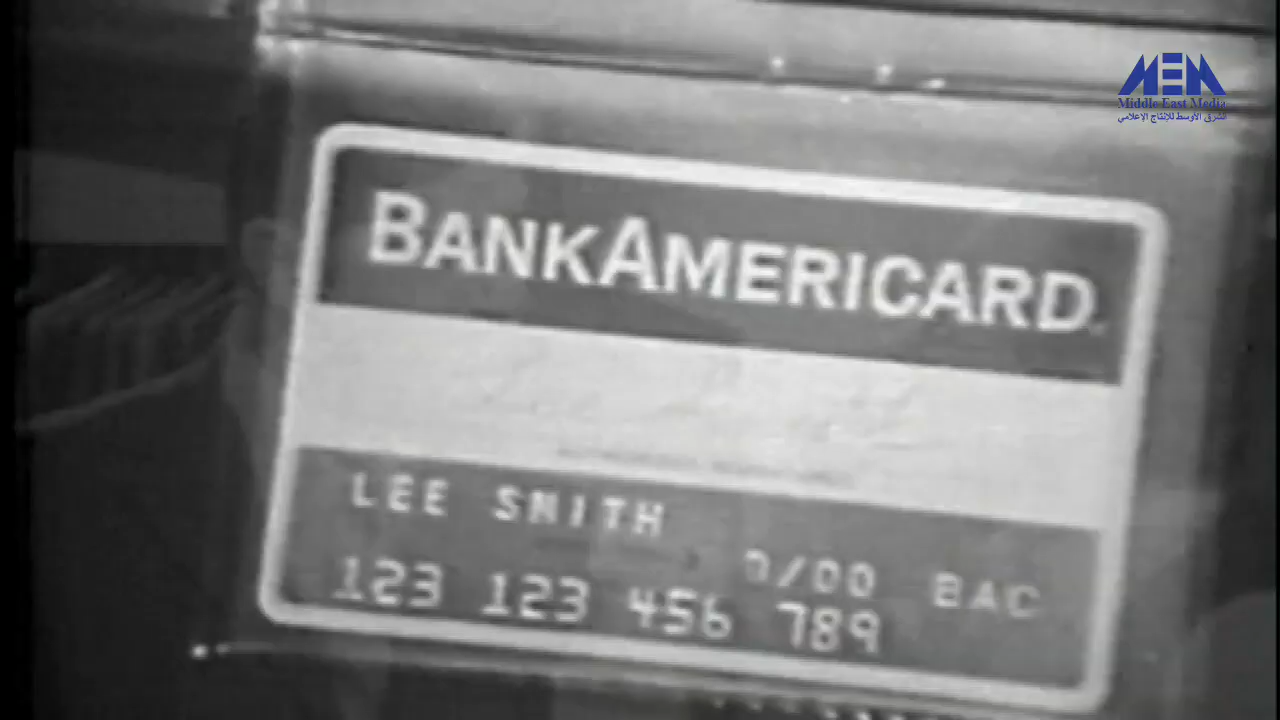 MEM
Middle East Media
الشرق الأوسط للإنتاج الإعلامي
BANKAMERICARD
LEE SMITH
0/00 BAC
123 123 456 789